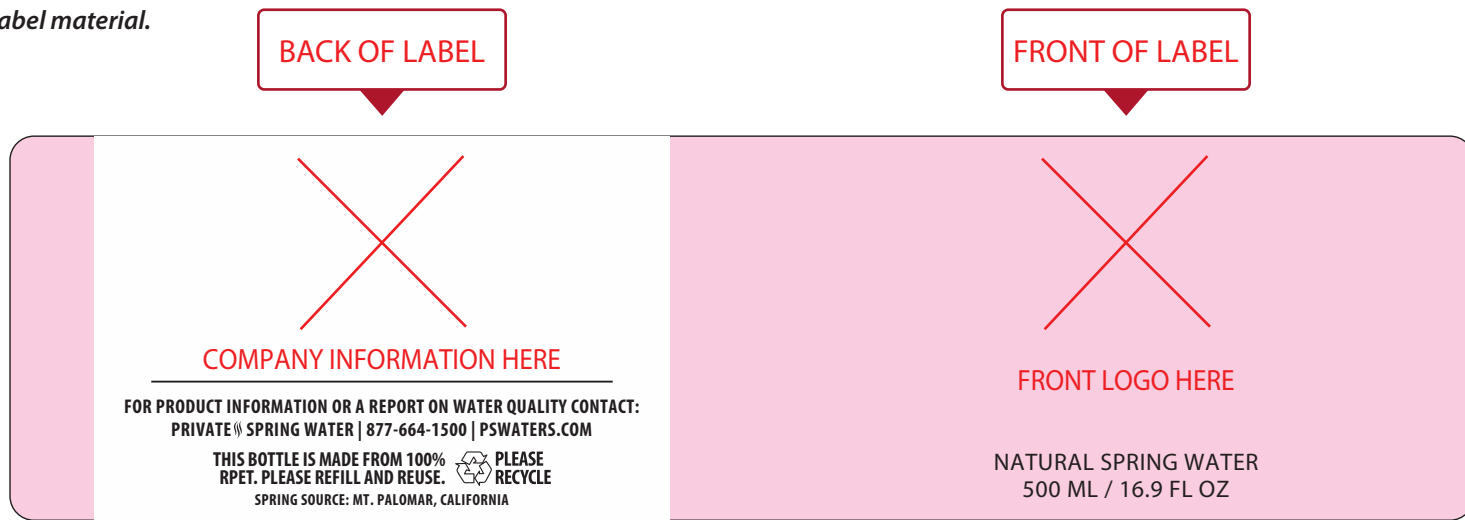 label material.
BACK OF LABEL
FRONT OF LABEL
COMPANY INFORMATION HERE
FOR PRODUCT INFORMATION OR A REPORT ON WATER QUALITY CONTACT:
PRIVATE SPRING WATER | 877-664-1500 | PSWATERS.COM
THIS BOTTLE IS MADE FROM 100%
RPET. PLEASE REFILL AND REUSE.
PLEASE
RECYCLE
SPRING SOURCE: MT. PALOMAR, CALIFORNIA
FRONT LOGO HERE
NATURAL SPRING WATER
500 ML / 16.9 FL OZ